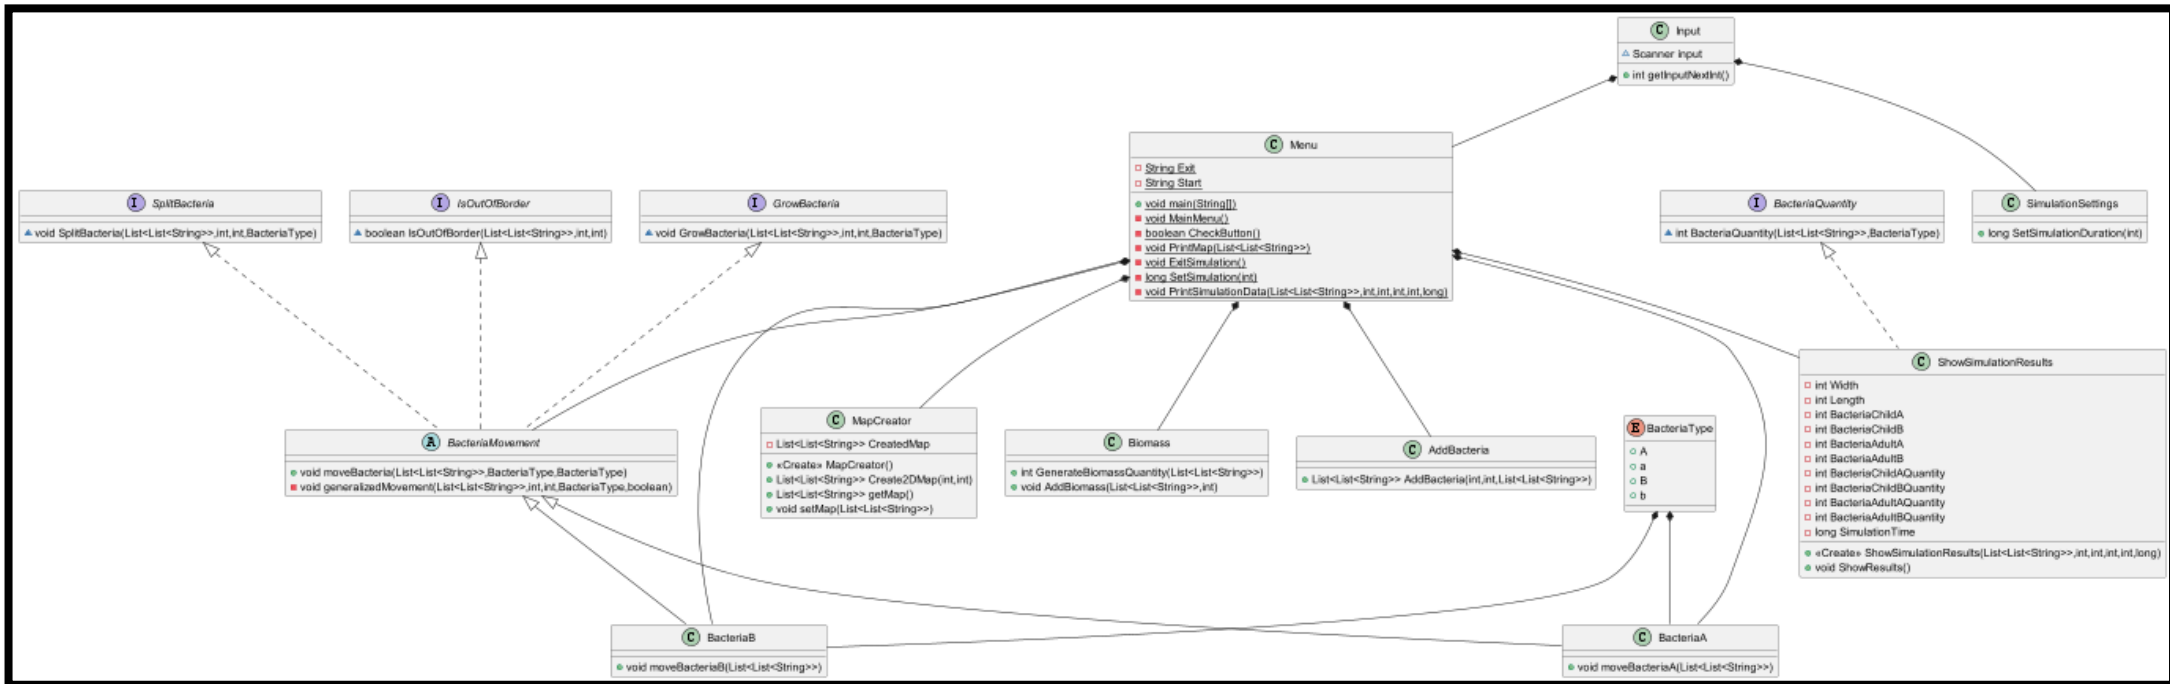 C Input
Scanner input
int getInputNextInt()
C Menu
String Exit
String Start
void main(String[])
void MainMenu()
boolean CheckButton()
void PrintMap(List<List<String>>)
void ExitSimulation()
long SetSimulation(int)
void PrintSimulationData(List<List<String>>,int,int,int,int,long)
I SplitBacteria
void SplitBacteria(List<List<String>>,int,int,BacteriaType)
I IsOutOfBorder
boolean IsOutOfBorder(List<List<String>>,int,int)
I GrowBacteria
void GrowBacteria(List<List<String>>,int,int,BacteriaType)
I BacteriaQuantity
int BacteriaQuantity(List<List<String>>,BacteriaType)
C SimulationSettings
long SetSimulationDuration(int)
A BacteriaMovement
void moveBacteria(List<List<String>>,BacteriaType,BacteriaType)
void generalizedMovement(List<List<String>>,int,int,BacteriaType,boolean)
C MapCreator
List<List<String>> CreatedMap
«Create» MapCreator()
List<List<String>> Create2DMap(int,int)
List<List<String>> getMap()
void setMap(List<List<String>>)
C Biomass
int GenerateBiomassQuantity(List<List<String>>)
void AddBiomass(List<List<String>>,int)
C AddBacteria
List<List<String>> AddBacteria(int,int,List<List<String>>)
E BacteriaType
A
a
B
b
C ShowSimulationResults
int Width
int Length
int BacteriaChildA
int BacteriaChildB
int BacteriaAdultA
int BacteriaAdultB
int BacteriaChildAQuantity
int BacteriaChildBQuantity
int BacteriaAdultAQuantity
int BacteriaAdultBQuantity
long SimulationTime
«Create» ShowSimulationResults(List<List<String>>,int,int,int,int,long)
void ShowResults()
C BacteriaB
void moveBacteriaB(List<List<String>>)
C BacteriaA
void moveBacteriaA(List<List<String>>)